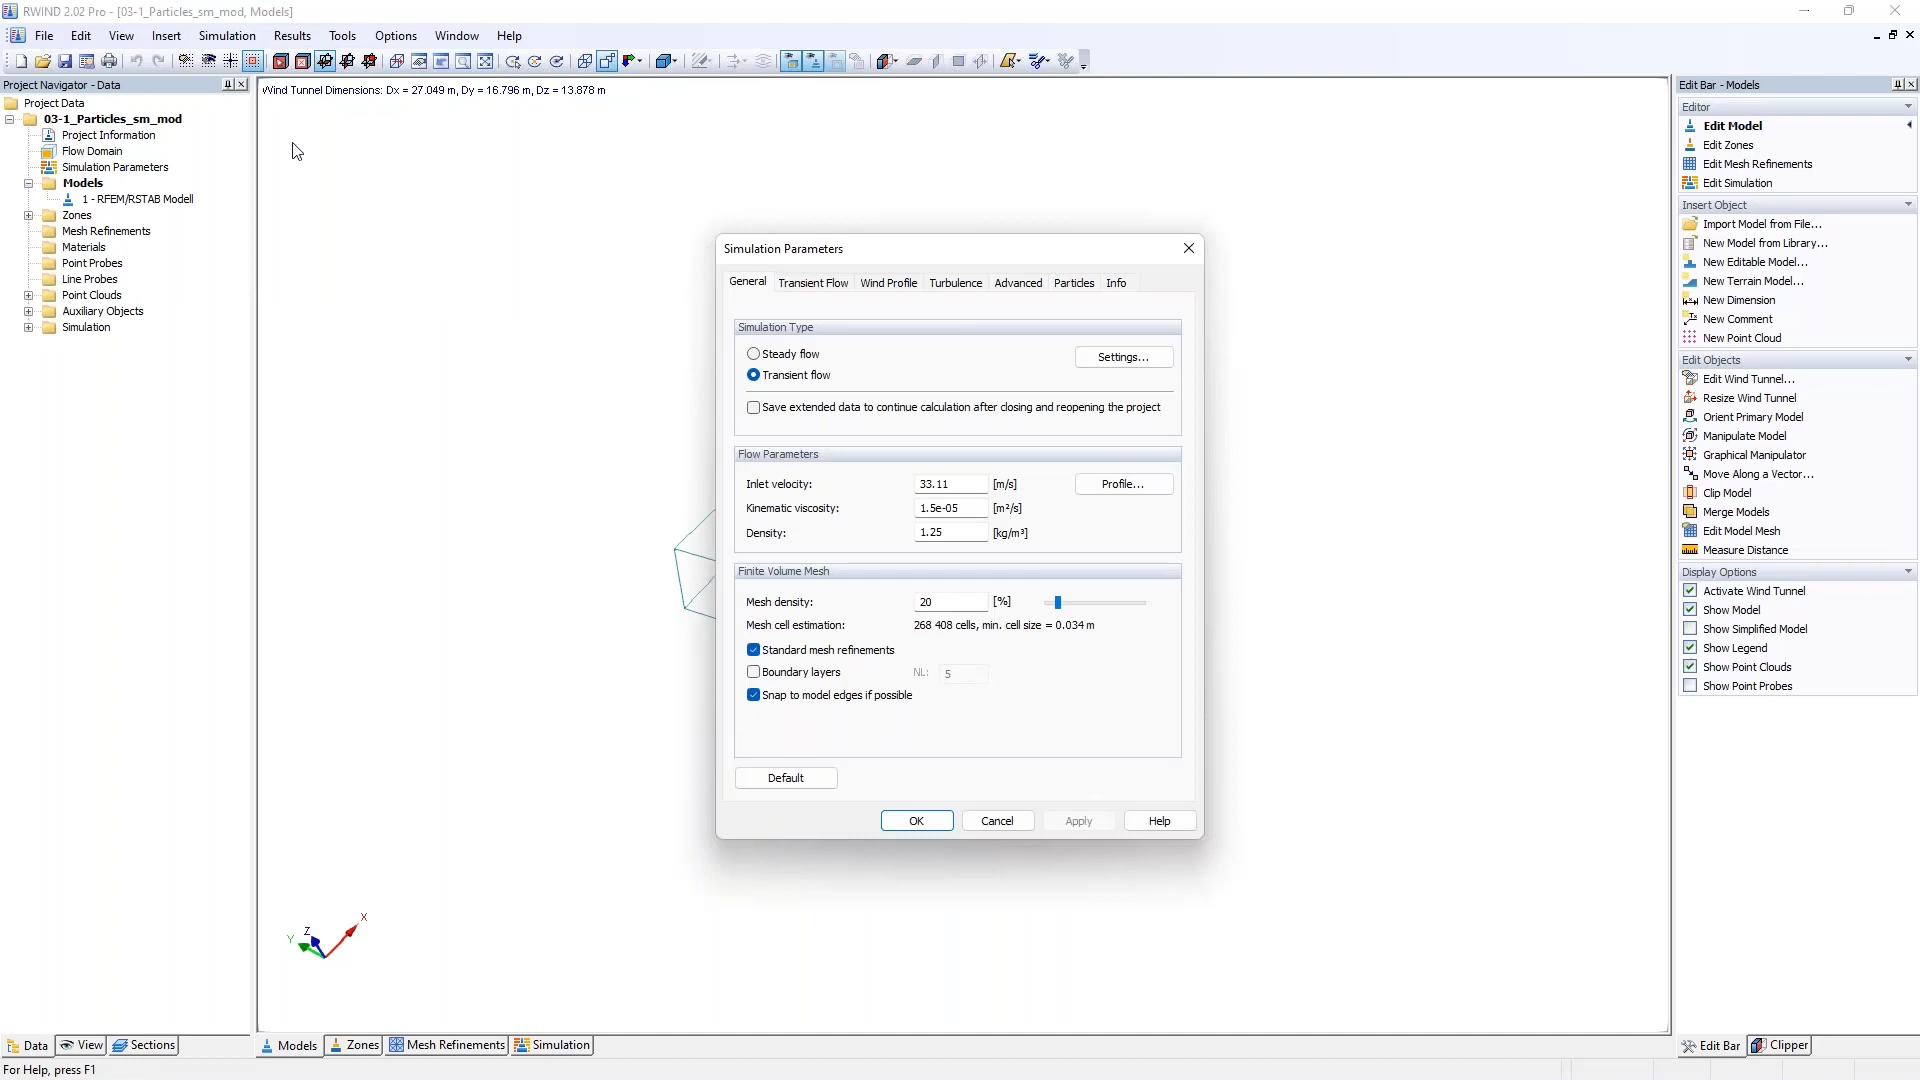 RWIND 2.02 Pro - [03-1_Particles_sm_mod, Models]
File Edit View Insert Simulation Results Tools Options Window Help
Project Navigator - Data
Project Data
03-1_Particles_sm_mod
Project Information
Flow Domain
Simulation Parameters
Models
1 - RFEM/RSTAB Modell
Zones
Mesh Refinements
Materials
Point Probes
Line Probes
Point Clouds
Auxiliary Objects
Simulation
Wind Tunnel Dimensions: Dx = 27.049 m, Dy = 16.796 m, Dz = 13.878 m
Simulation Parameters
General Transient Flow Wind Profile Turbulence Advanced Particles Info
Simulation Type
Steady flow
Settings...
Transient flow
Save extended data to continue calculation after closing and reopening the project
Flow Parameters
Inlet velocity: 33.11 [m/s] Profile...
Kinematic viscosity: 1.5e-05 [m²/s]
Density: 1.25 [kg/m³]
Finite Volume Mesh
Mesh density: 20 [%]
Mesh cell estimation: 268 408 cells, min. cell size = 0.034 m
Standard mesh refinements
Boundary layers NL: 5
Snap to model edges if possible
Default
OK Cancel Apply Help
X
Y
Z
Edit Bar - Models
Editor
Edit Model
Edit Zones
Edit Mesh Refinements
Edit Simulation
Insert Object
Import Model from File...
New Model from Library...
New Editable Model...
New Terrain Model...
New Dimension
New Comment
New Point Cloud
Edit Objects
Edit Wind Tunnel...
Resize Wind Tunnel
Orient Primary Model
Manipulate Model
Graphical Manipulator
Move Along a Vector...
Clip Model
Merge Models
Edit Model Mesh
Measure Distance
Display Options
Activate Wind Tunnel
Show Model
Show Simplified Model
Show Legend
Show Point Clouds
Show Point Probes
Data View Sections
Models Zones Mesh Refinements Simulation
Edit Bar Clipper
For Help, press F1